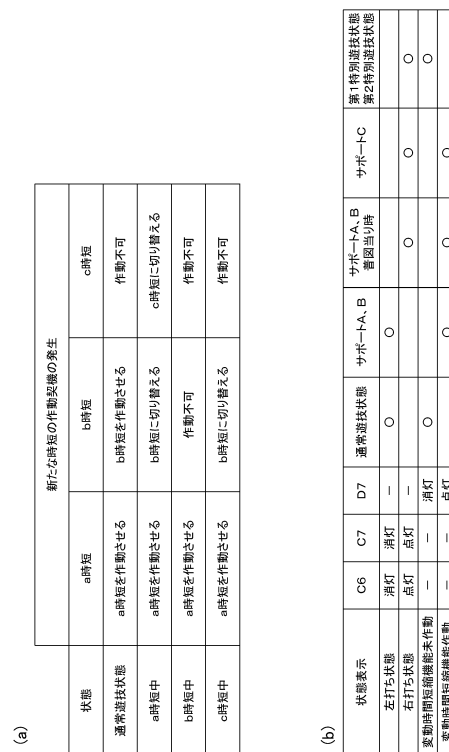 (a)
新たな時短の作動契機の発生
状態 a時短 b時短 c時短
通常遊技状態 a時短を作動させる b時短を作動させる 作動不可
a時短中 a時短を作動させる b時短に切り替える c時短に切り替える
b時短中 a時短を作動させる 作動不可 作動不可
c時短中 a時短を作動させる b時短に切り替える 作動不可
(b)
状態表示 C6 C7 D7 通常遊技状態 サポートA、B サポートA、B 普図当り時 サポートC 第1特別遊技状態 第2特別遊技状態
左打ち状態 消灯 消灯 − ○ ○
右打ち状態 点灯 点灯 − ○ ○ ○
変動時間短縮機能未作動 − − 消灯 ○ ○
変動時間短縮機能作動 − − 点灯 ○ ○ ○